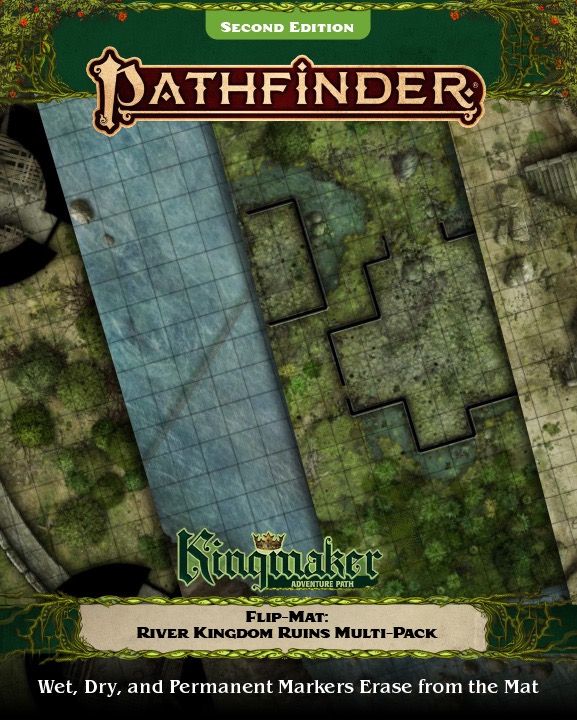 Second Edition
Pathfinder®
Kingmaker
Adventure Path
Flip-Mat:
River Kingdom Ruins Multi-Pack
Wet, Dry, and Permanent Markers Erase from the Mat